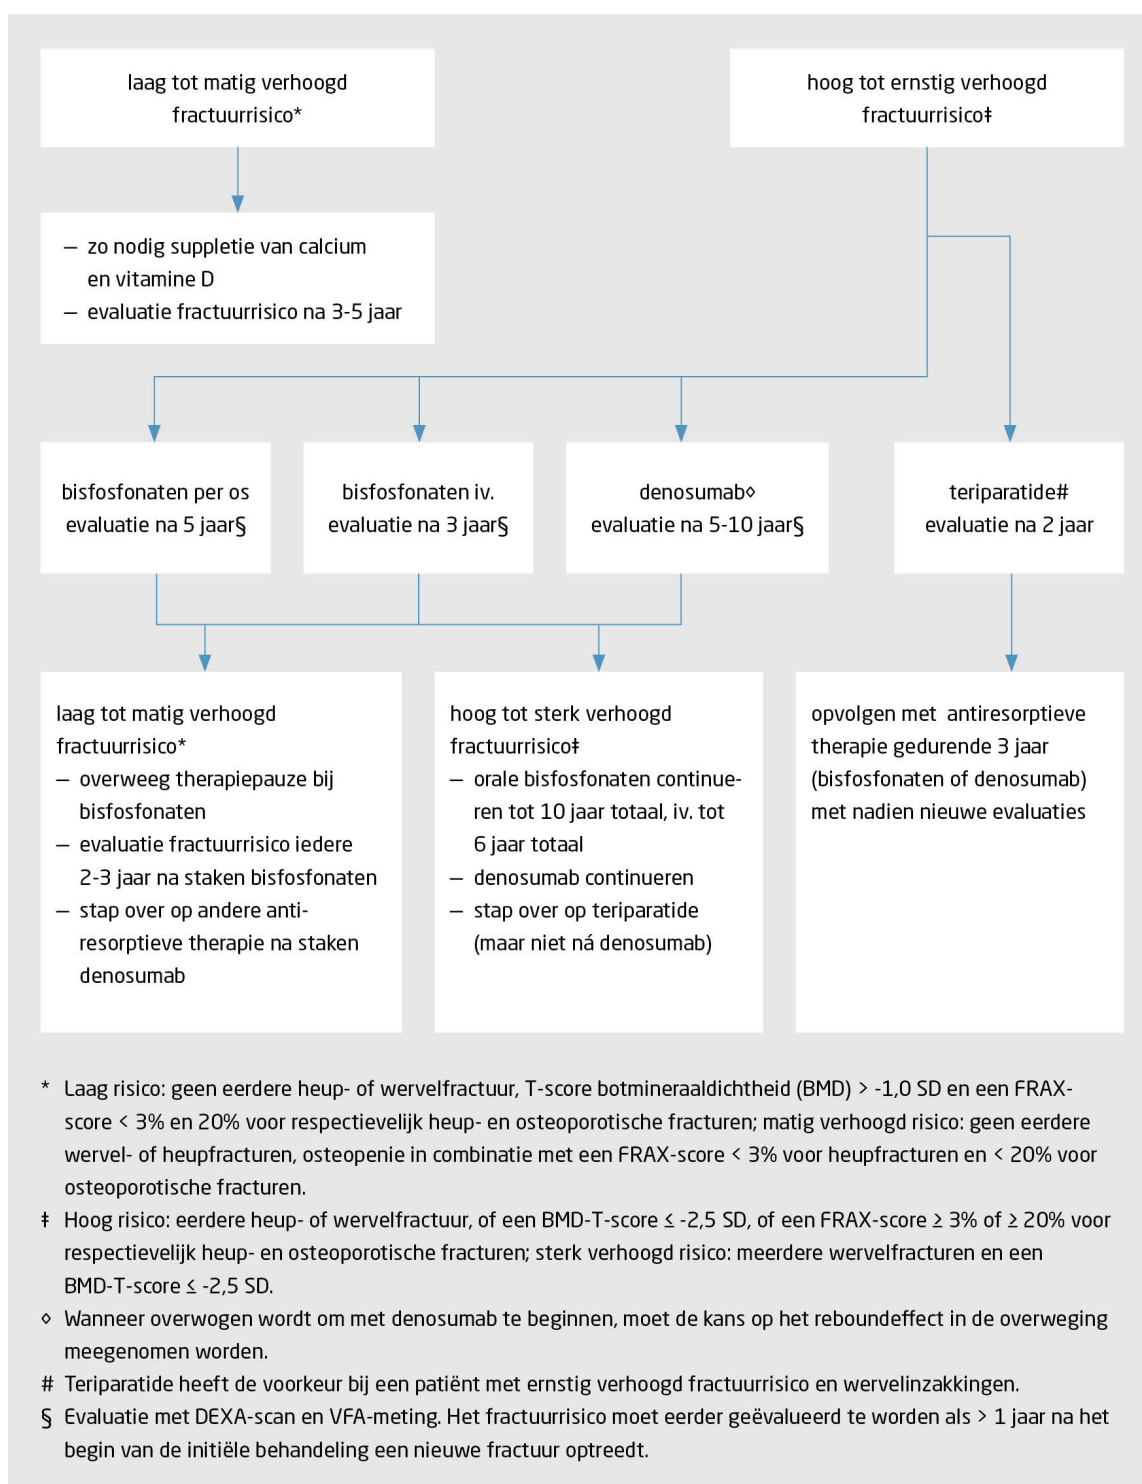 laag tot matig verhoogd
fractuurrisico*
hoog tot ernstig verhoogd
fractuurrisico‡
– zo nodig suppletie van calcium
en vitamine D
– evaluatie fractuurrisico na 3-5 jaar
bisfosfonaten per os
evaluatie na 5 jaar§
bisfosfonaten iv.
evaluatie na 3 jaar§
denosumab◊
evaluatie na 5-10 jaar§
teriparatide#
evaluatie na 2 jaar
laag tot matig verhoogd
fractuurrisico*
– overweeg therapiepauze bij
bisfosfonaten
– evaluatie fractuurrisico iedere
2-3 jaar na staken bisfosfonaten
– stap over op andere anti-
resorptieve therapie na staken
denosumab
hoog tot sterk verhoogd
fractuurrisico‡
– orale bisfosfonaten continue-
ren tot 10 jaar totaal, iv. tot
6 jaar totaal
– denosumab continueren
– stap over op teriparatide
(maar niet ná denosumab)
opvolgen met antiresorptieve
therapie gedurende 3 jaar
(bisfosfonaten of denosumab)
met nadien nieuwe evaluaties
* Laag risico: geen eerdere heup- of wervelfractuur, T-score botmineraaldichtheid (BMD) > -1,0 SD en een FRAX-
score < 3% en 20% voor respectievelijk heup- en osteoporotische fracturen; matig verhoogd risico: geen eerdere
wervel- of heupfracturen, osteopenie in combinatie met een FRAX-score < 3% voor heupfracturen en < 20% voor
osteoporotische fracturen.
‡ Hoog risico: eerdere heup- of wervelfractuur, of een BMD-T-score ≤ -2,5 SD, of een FRAX-score ≥ 3% of ≥ 20% voor
respectievelijk heup- en osteoporotische fracturen; sterk verhoogd risico: meerdere wervelfracturen en een
BMD-T-score ≤ -2,5 SD.
◊ Wanneer overwogen wordt om met denosumab te beginnen, moet de kans op het reboundeffect in de overweging
meegenomen worden.
# Teriparatide heeft de voorkeur bij een patiënt met ernstig verhoogd fractuurrisico en wervelinzakkingen.
§ Evaluatie met DEXA-scan en VFA-meting. Het fractuurrisico moet eerder geëvalueerd te worden als > 1 jaar na het
begin van de initiële behandeling een nieuwe fractuur optreedt.